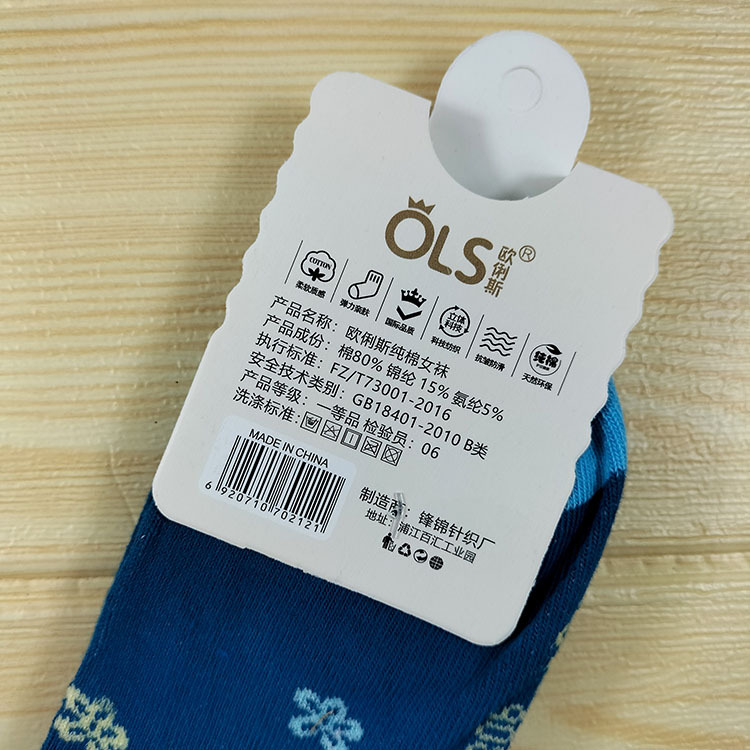 OLS 欧俐斯®
COTTON
柔软质感
弹力亲肤
国际品质
立体科技
科技纺织
抗皱防滑
纯棉
天然环保
产品名称：欧俐斯纯棉女袜
产品成份：棉80% 锦纶 15% 氨纶5%
执行标准：FZ/T73001-2016
安全技术类别：GB18401-2010 B类
产品等级：一等品 检验员：06
洗涤标准：
MADE IN CHINA
6 920710 702121
制造商：锋锦针织厂
地址：浦江百汇工业园